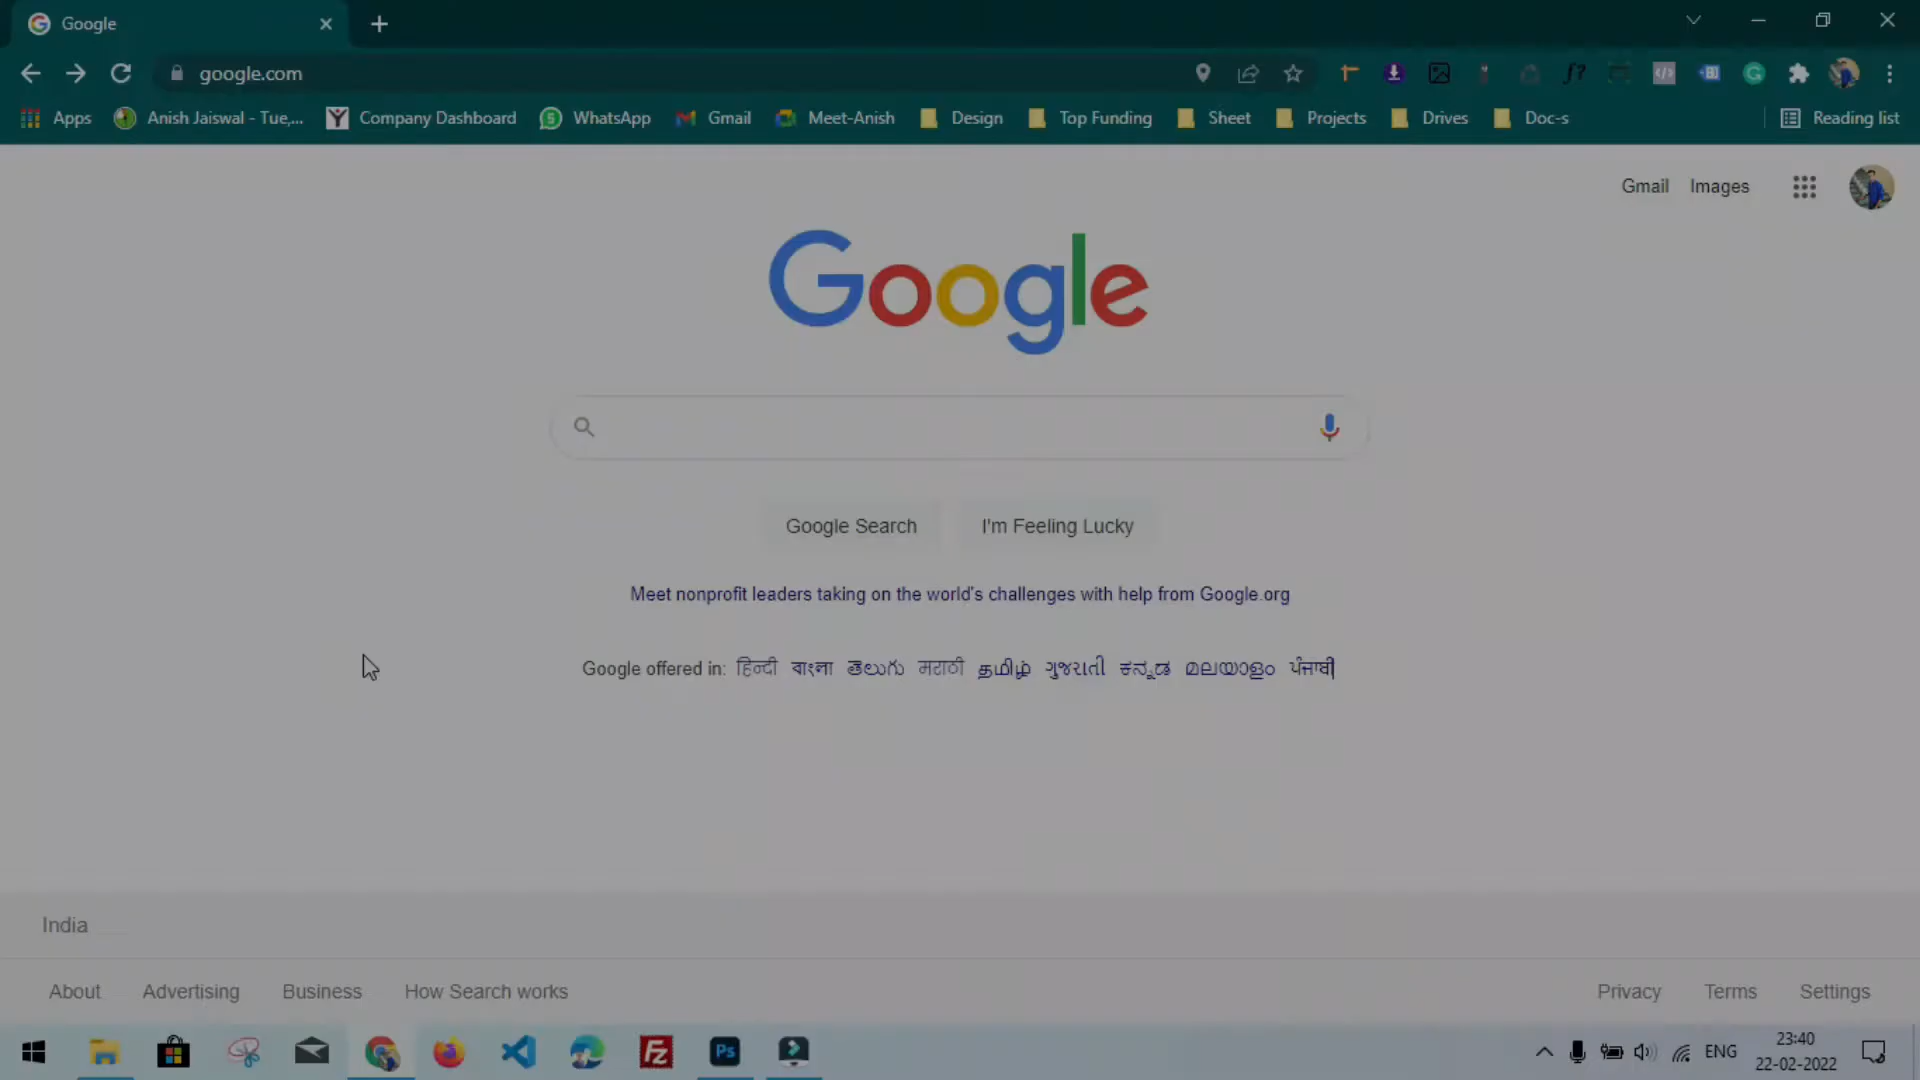 Google
google.com
Apps Anish Jaiswal - Tue,... Company Dashboard WhatsApp Gmail Meet-Anish Design Top Funding Sheet Projects Drives Doc-s Reading list
Gmail Images
Google
Google Search I'm Feeling Lucky
Meet nonprofit leaders taking on the world's challenges with help from Google.org
Google offered in: हिन्दी বাংলা తెలుగు मराठी தமிழ் ગુજરાતી ಕನ್ನಡ മലയാളം ਪੰਜਾਬੀ
India
About Advertising Business How Search works Privacy Terms Settings
Fz Ps ENG 23:40
22-02-2022